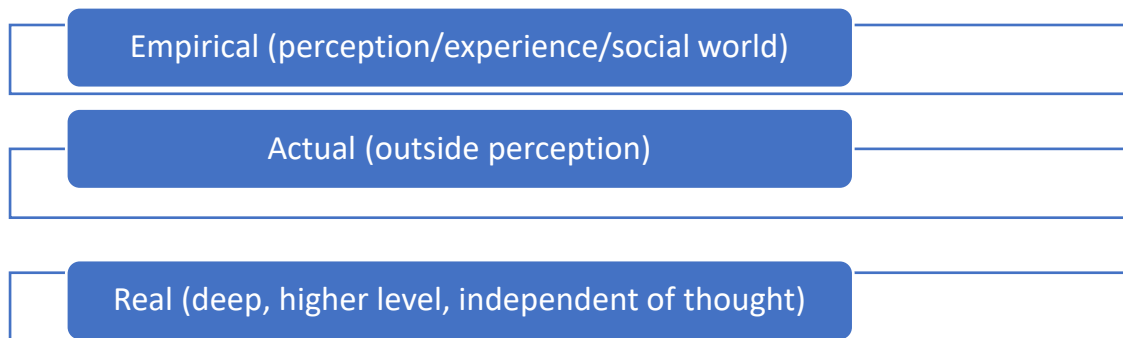 Empirical (perception/experience/social world)
Actual (outside perception)
Real (deep, higher level, independent of thought)